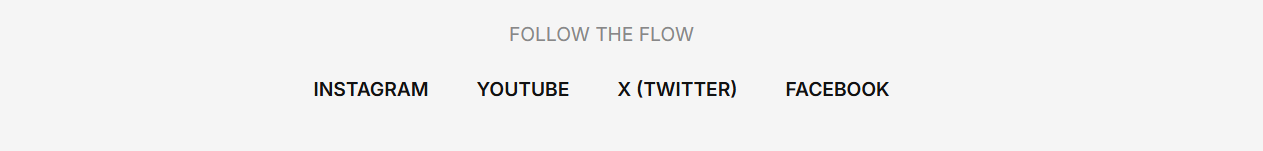 FOLLOW THE FLOW
INSTAGRAM YOUTUBE X (TWITTER) FACEBOOK